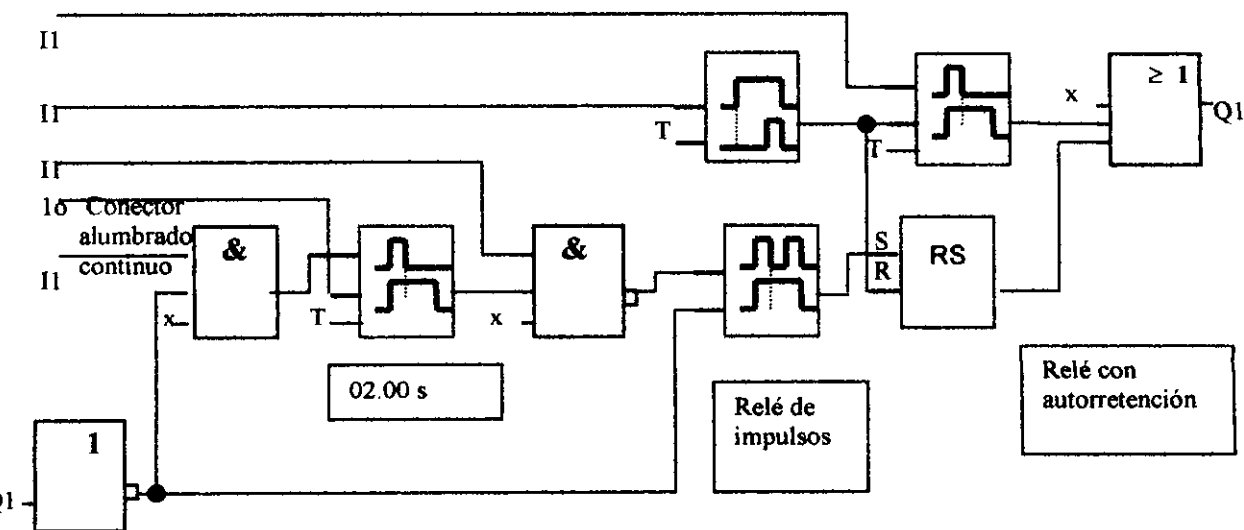 I1
≥ 1
x
Q1
I1
T
T
I1
1o Conector
alumbrado
continuo
I1
&
&
S
R
RS
x
T
x
02.00 s
Relé de
impulsos
Relé con
autorretención
1
Q1